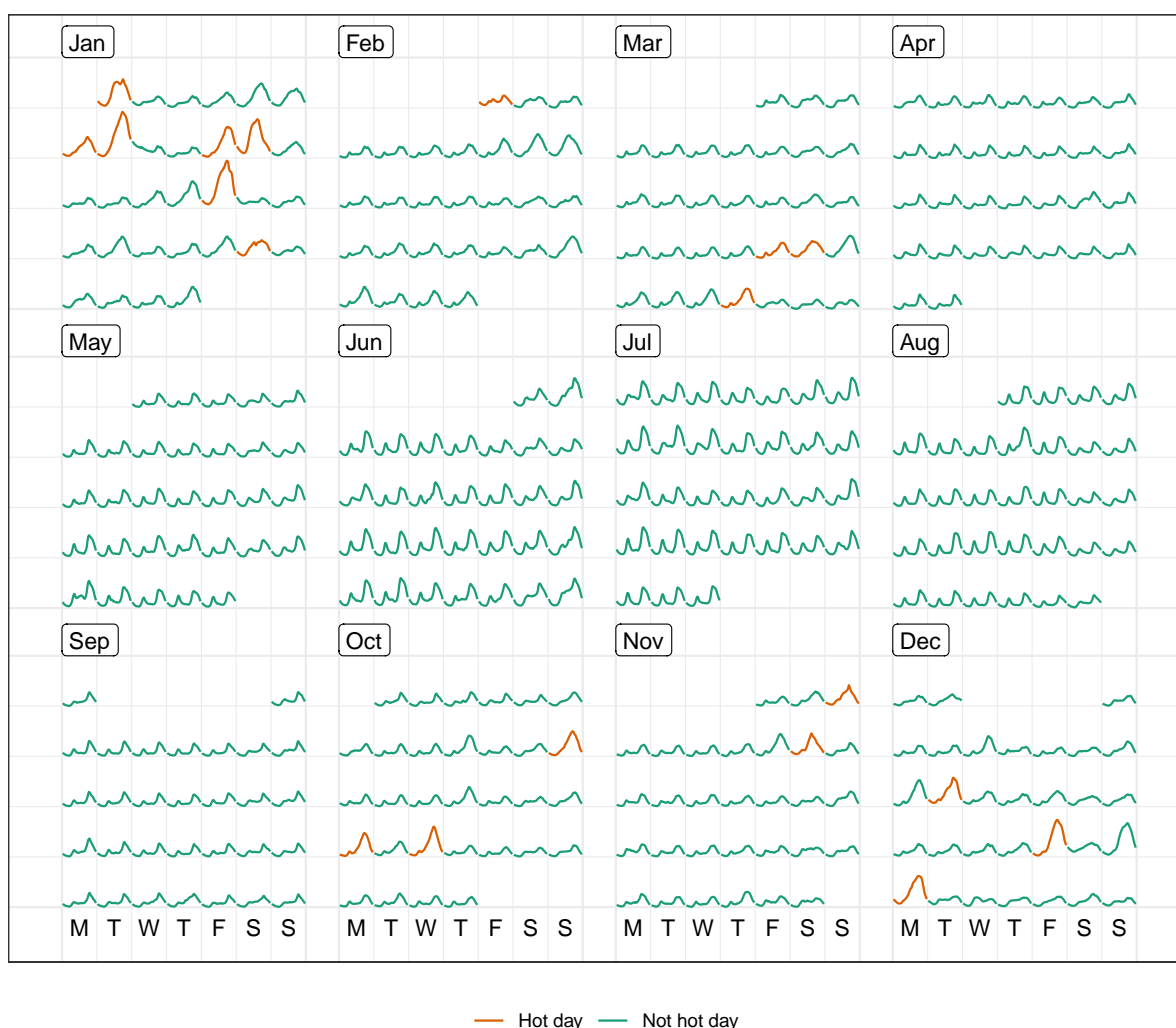 Jan Feb Mar Apr
May Jun Jul Aug
Sep Oct Nov Dec
M T W T F S S M T W T F S S M T W T F S S M T W T F S S
Hot day Not hot day